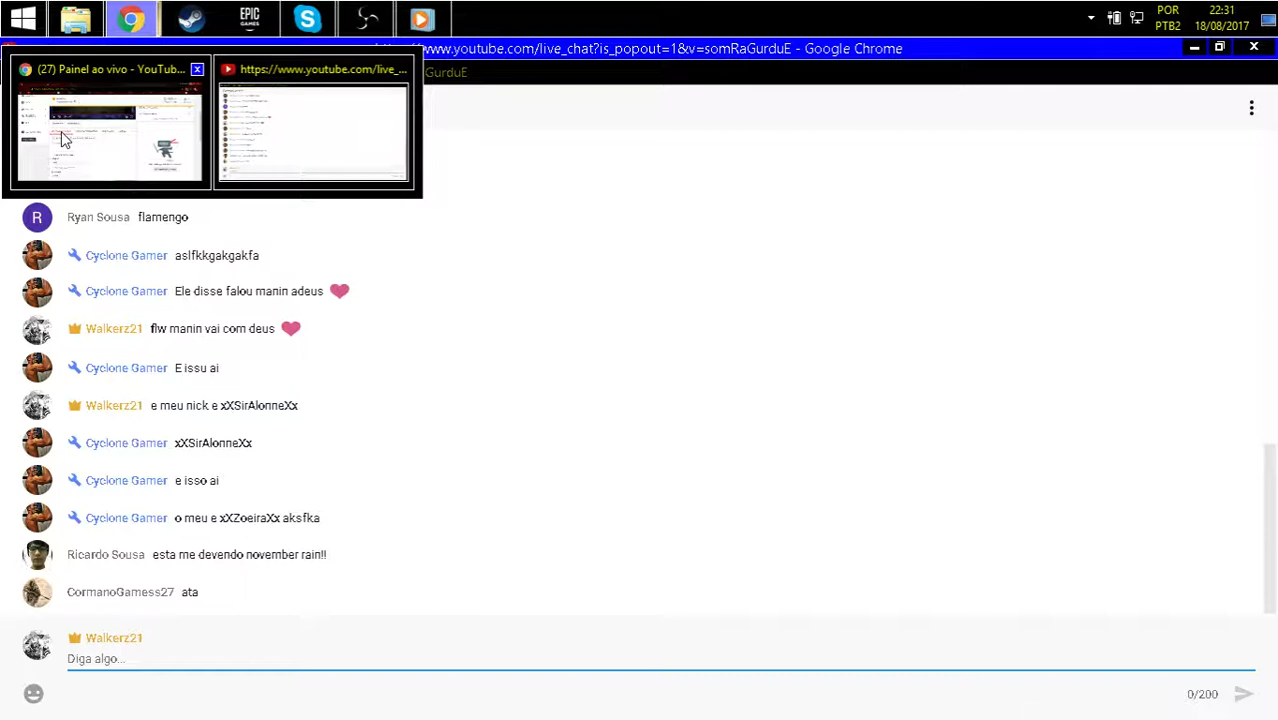 EPIC
GAMES
POR
PTB2
22:31
18/08/2017
www.youtube.com/live_chat?is_popout=1&v=somRaGurduE - Google Chrome
(27) Painel ao vivo - YouTub...
https://www.youtube.com/live_...
GurduE
R Ryan Sousa flamengo
Cyclone Gamer aslfkkgakgakfa
Cyclone Gamer Ele disse falou manin adeus
Walkerz21 flw manin vai com deus
Cyclone Gamer E issu ai
Walkerz21 e meu nick e xXSirAlonneXx
Cyclone Gamer xXSirAlonneXx
Cyclone Gamer e isso ai
Cyclone Gamer o meu e xXZoeiraXx aksfka
Ricardo Sousa esta me devendo november rain!!
CormanoGamess27 ata
Walkerz21
Diga algo...
0/200